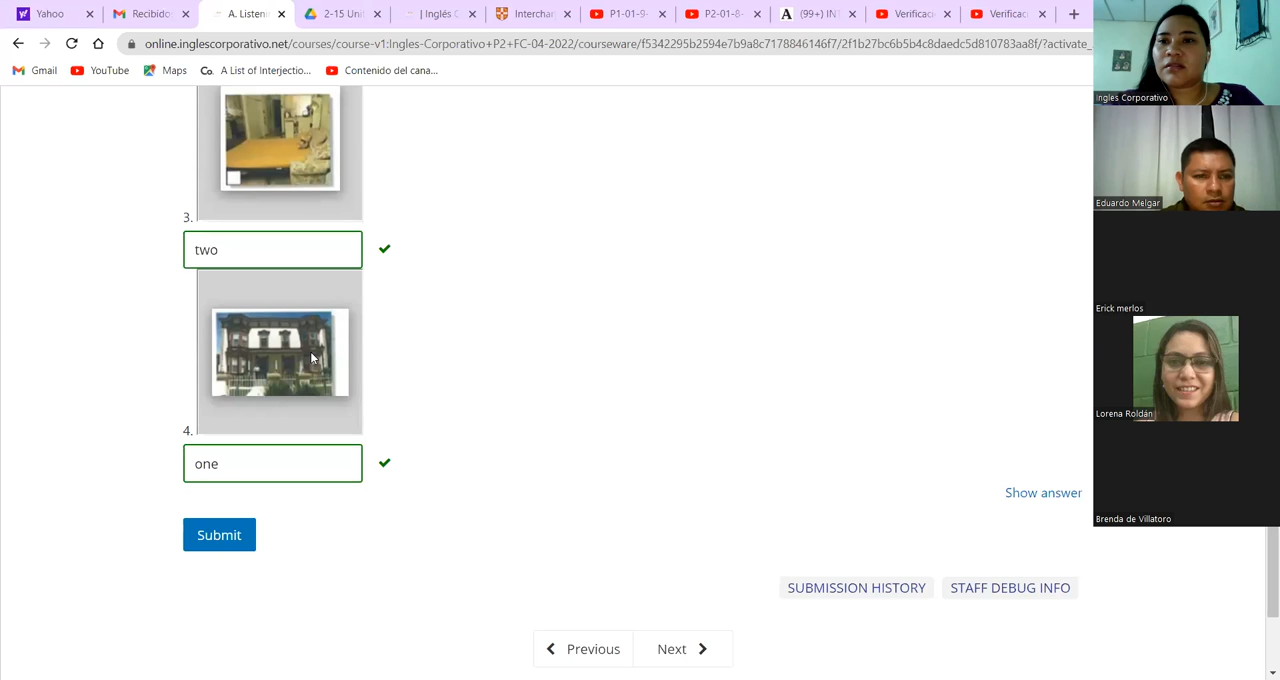 Yahoo
Recibido
A. Listeni
2-15 Uni
Inglés C
Intercha
P1-01-9-
P2-01-8-
(99+) IN
Verificac
Verificac
online.inglescorporativo.net/courses/course-v1:Ingles-Corporativo+P2+FC-04-2022/courseware/f5342295b2594e7b9a8c7178846146f7/2f1b27bc6b5b4c8daedc5d810783aa8f/?activate_
Gmail
YouTube
Maps
Co. A List of Interjectio...
Contenido del cana...
3.
two
4.
one
Show answer
Submit
SUBMISSION HISTORY
STAFF DEBUG INFO
Previous
Next
Ingles Corporativo
Eduardo Melgar
Erick merlos
Lorena Roldán
Brenda de Villatoro